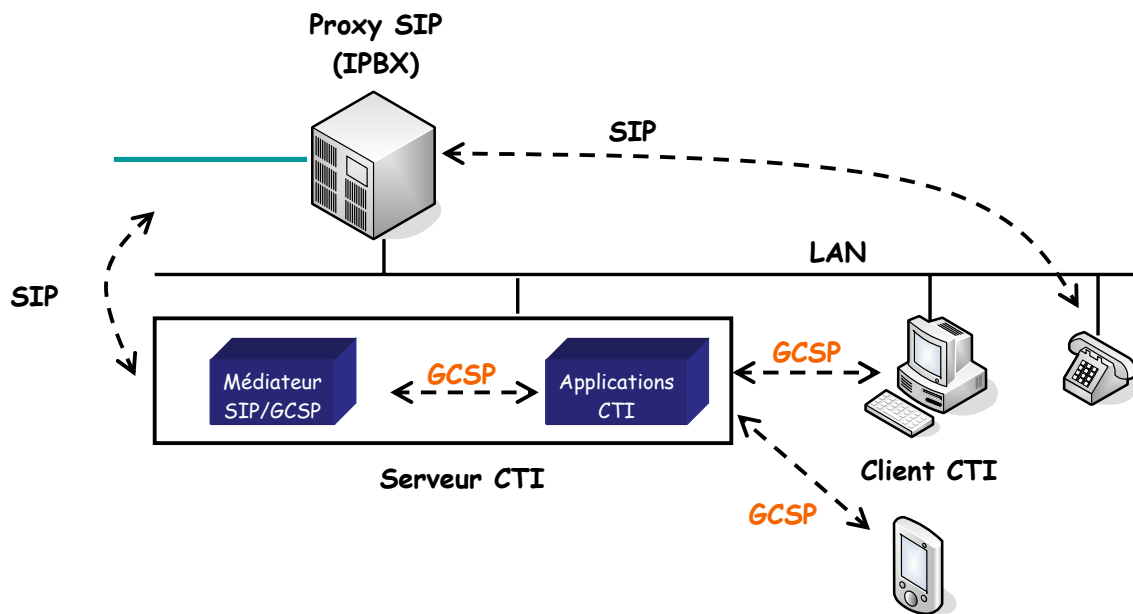 Proxy SIP
(IPBX)
SIP
LAN
SIP
GCSP
Médiateur
SIP/GCSP
Applications
CTI
GCSP
Serveur CTI
Client CTI
GCSP